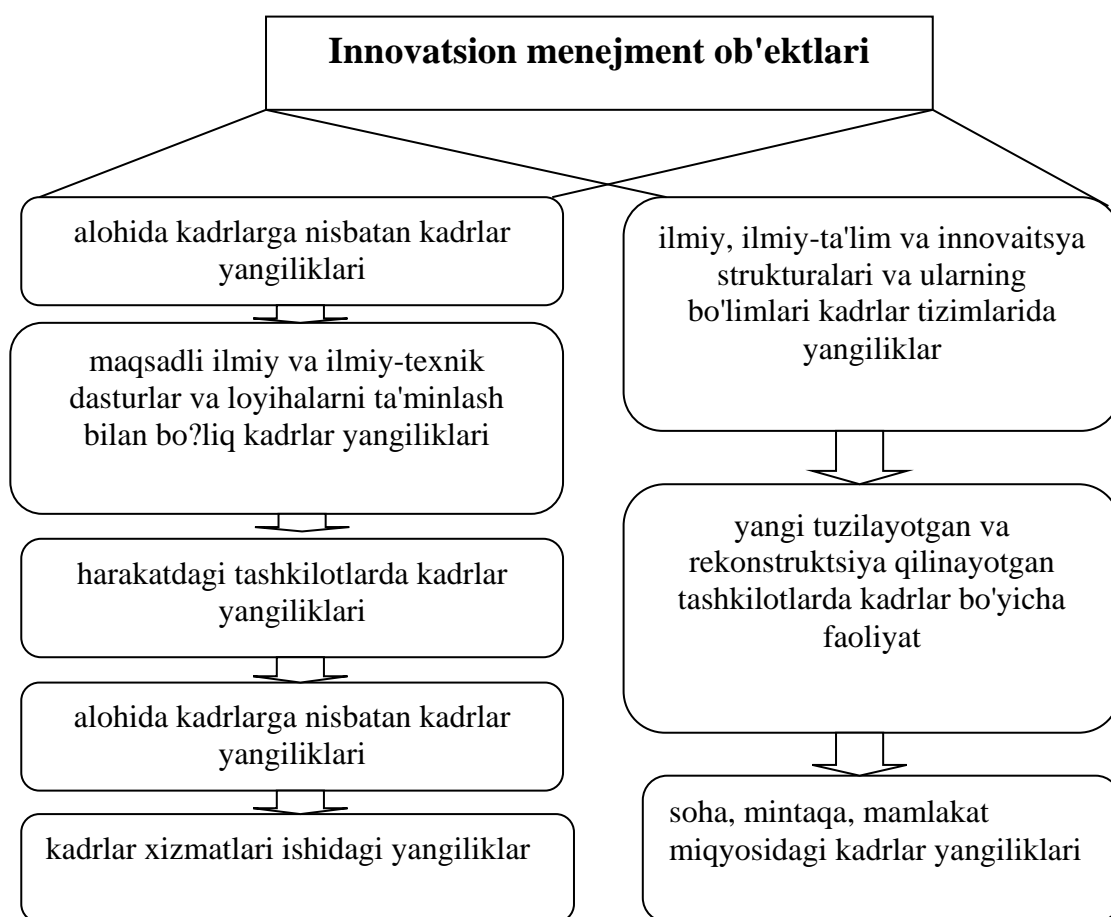 Innovatsion menejment ob'ektlari
alohida kadrlarga nisbatan kadrlar
yangiliklari
maqsadli ilmiy va ilmiy-texnik
dasturlar va loyihalarni ta'minlash
bilan bo?liq kadrlar yangiliklari
harakatdagi tashkilotlarda kadrlar
yangiliklari
alohida kadrlarga nisbatan kadrlar
yangiliklari
kadrlar xizmatlari ishidagi yangiliklar
ilmiy, ilmiy-ta'lim va innovaitsya
strukturalari va ularning
bo'limlari kadrlar tizimlarida
yangiliklar
yangi tuzilayotgan va
rekonstruktsiya qilinayotgan
tashkilotlarda kadrlar bo'yicha
faoliyat
soha, mintaqa, mamlakat
miqyosidagi kadrlar yangiliklari